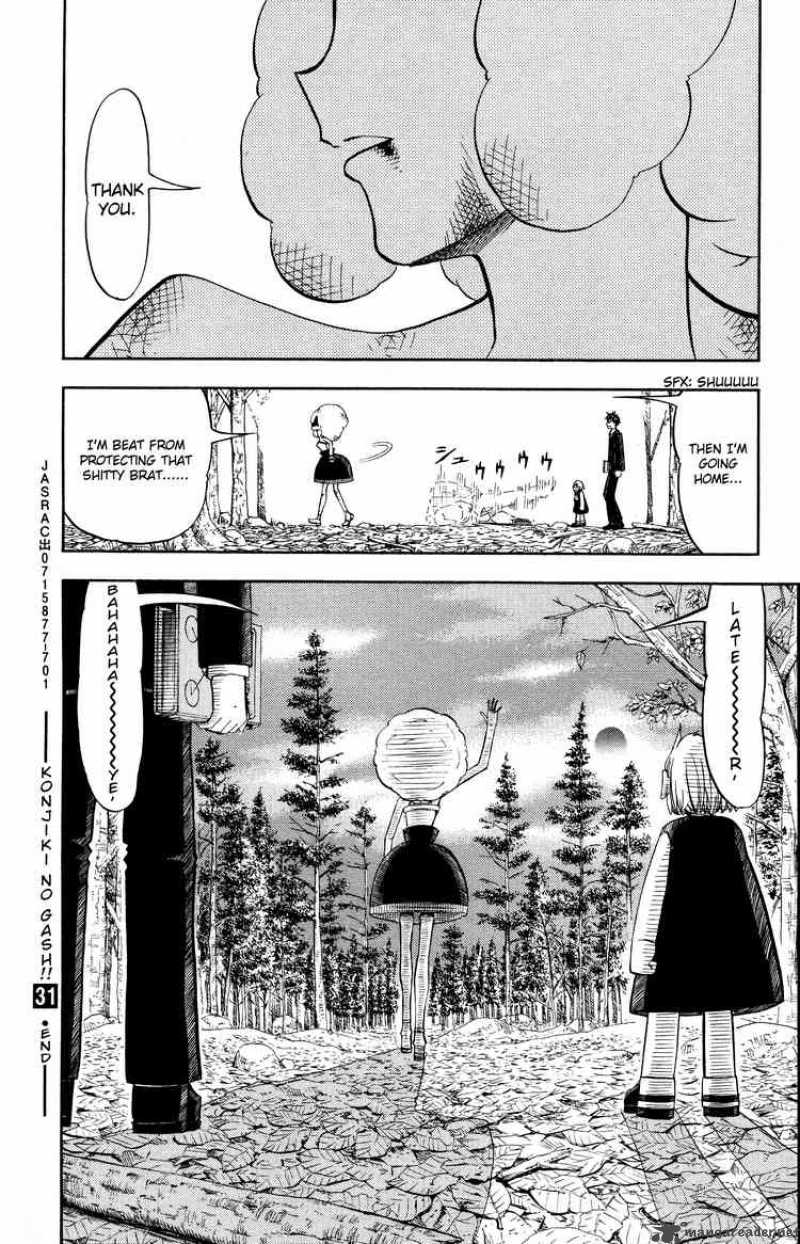 THANK
YOU.
SFX: SHUUUUU
THEN I'M
GOING
HOME...
I'M BEAT FROM
PROTECTING THAT
SHITTY BRAT......
シュウウウウ
LATE~~~~~R,
BAHAHAHA~~~~~YE,
JASRAC出0715877-701
KONJIKI NO GASH!! 31 •END
mangareader.net